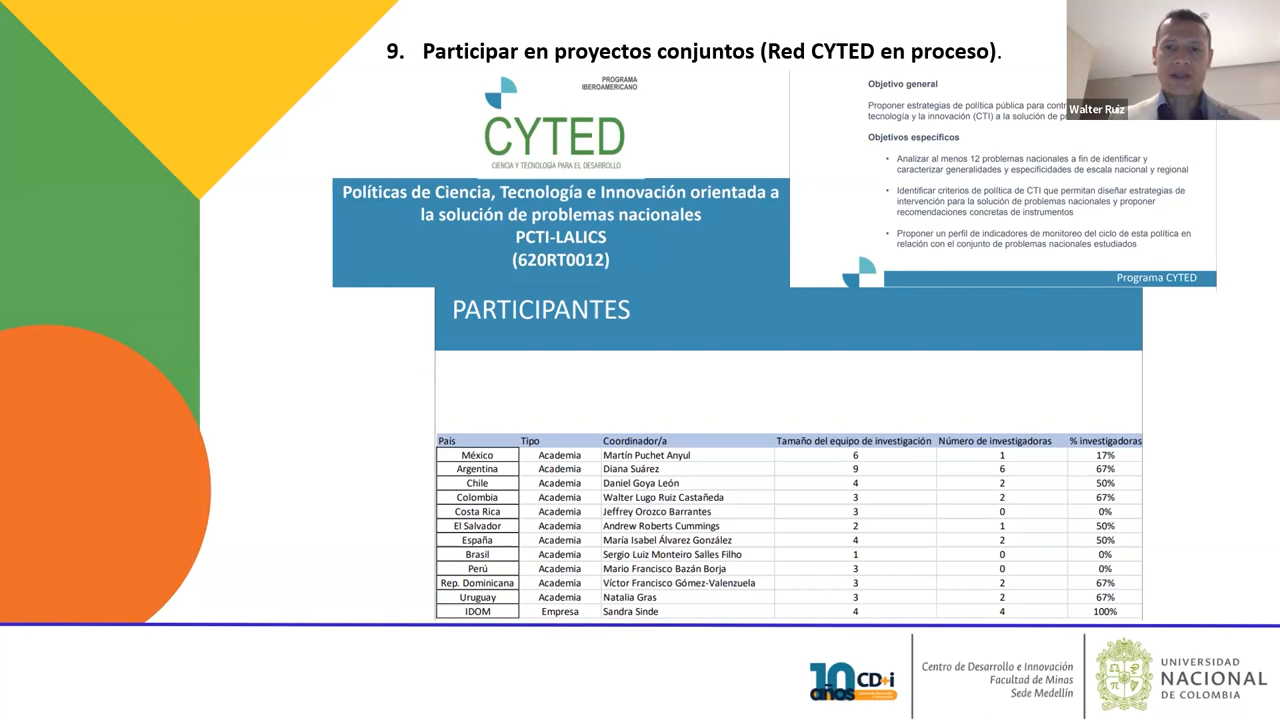 9. Participar en proyectos conjuntos (Red CYTED en proceso).
PROGRAMA
IBEROAMERICANO
CYTED
CIENCIA Y TECNOLOGÍA PARA EL DESARROLLO
Políticas de Ciencia, Tecnología e Innovación orientada a
la solución de problemas nacionales
PCTI-LALICS
(620RT0012)
Objetivo general
Proponer estrategias de política pública para
tecnología y la innovación (CTI) a la solución de
Walter Ruiz
Objetivos específicos
• Analizar al menos 12 problemas nacionales a fin de identificar y
caracterizar generalidades y especificidades de escala nacional y regional
• Identificar criterios de política de CTI que permitan diseñar estrategias de
intervención para la solución de problemas nacionales y proponer
recomendaciones concretas de instrumentos
• Proponer un perfil de indicadores de monitoreo del ciclo de esta política en
relación con el conjunto de problemas nacionales estudiados
Programa CYTED
PARTICIPANTES
País Tipo Coordinador/a Tamaño del equipo de investigación Número de investigadoras % investigadoras
México Academia Martín Puchet Anyul 6 1 17%
Argentina Academia Diana Suárez 9 6 67%
Chile Academia Daniel Goya León 4 2 50%
Colombia Academia Walter Lugo Ruiz Castañeda 3 2 67%
Costa Rica Academia Jeffrey Orozco Barrantes 3 0 0%
El Salvador Academia Andrew Roberts Cummings 2 1 50%
España Academia María Isabel Álvarez González 4 2 50%
Brasil Academia Sergio Luiz Monteiro Salles Filho 1 0 0%
Perú Academia Mario Francisco Bazán Borja 3 0 0%
Rep. Dominicana Academia Víctor Francisco Gómez-Valenzuela 3 2 67%
Uruguay Academia Natalia Gras 3 2 67%
IDOM Empresa Sandra Sinde 4 4 100%
10 años CD+i
Centro de Desarrollo e Innovación
Facultad de Minas
Sede Medellín
UNIVERSIDAD
NACIONAL
DE COLOMBIA